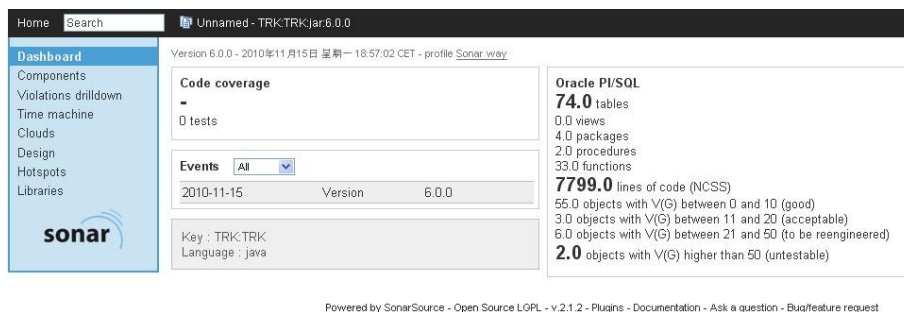 Home Search Unnamed - TRK:TRK:jar:6.0.0
Dashboard
Components
Violations drilldown
Time machine
Clouds
Design
Hotspots
Libraries
sonar
Version 6.0.0 - 2010年11月15日 星期一 18:57:02 CET - profile Sonar way
Code coverage
-
0 tests
Events All
2010-11-15 Version 6.0.0
Key : TRK:TRK
Language : java
Oracle Pl/SQL
74.0 tables
0.0 views
4.0 packages
2.0 procedures
33.0 functions
7799.0 lines of code (NCSS)
55.0 objects with V(G) between 0 and 10 (good)
3.0 objects with V(G) between 11 and 20 (acceptable)
6.0 objects with V(G) between 21 and 50 (to be reengineered)
2.0 objects with V(G) higher than 50 (untestable)
Powered by SonarSource - Open Source LGPL - v.2.1.2 - Plugins - Documentation - Ask a question - Bug/feature request